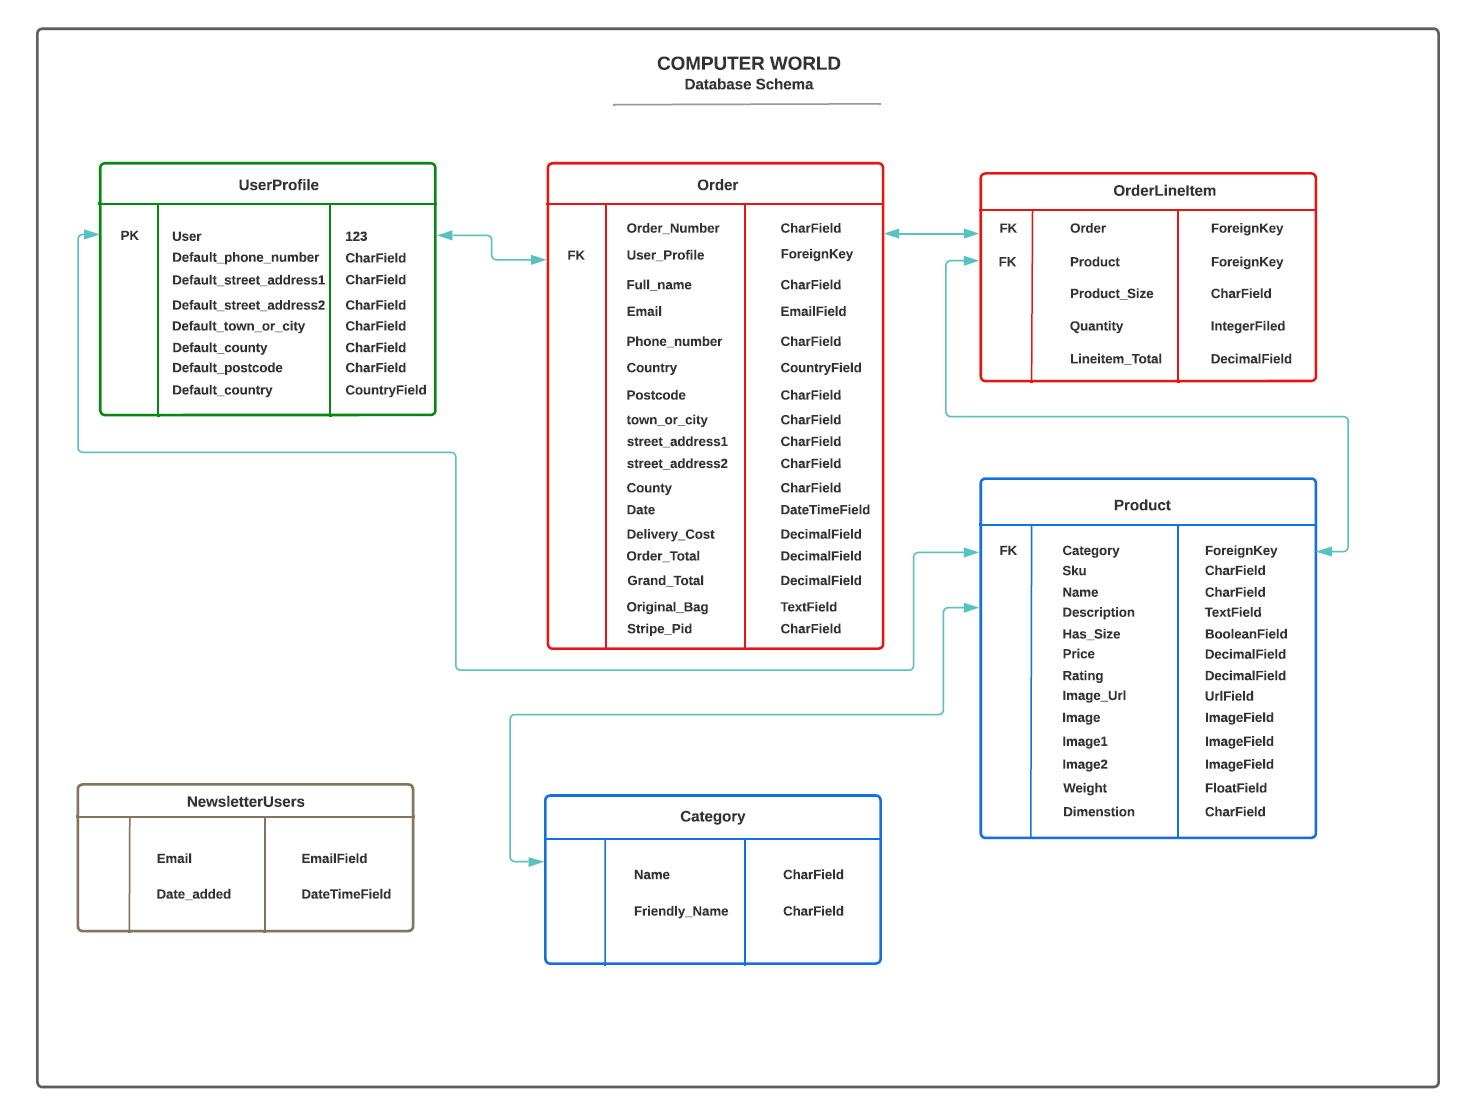 COMPUTER WORLD
Database Schema
UserProfile
PK User 123
Default_phone_number CharField
Default_street_address1 CharField
Default_street_address2 CharField
Default_town_or_city CharField
Default_county CharField
Default_postcode CharField
Default_country CountryField
Order
Order_Number CharField
FK User_Profile ForeignKey
Full_name CharField
Email EmailField
Phone_number CharField
Country CountryField
Postcode CharField
town_or_city CharField
street_address1 CharField
street_address2 CharField
County CharField
Date DateTimeField
Delivery_Cost DecimalField
Order_Total DecimalField
Grand_Total DecimalField
Original_Bag TextField
Stripe_Pid CharField
OrderLineItem
FK Order ForeignKey
FK Product ForeignKey
Product_Size CharField
Quantity IntegerFiled
Lineitem_Total DecimalField
Product
FK Category ForeignKey
Sku CharField
Name CharField
Description TextField
Has_Size BooleanField
Price DecimalField
Rating DecimalField
Image_Url UrlField
Image ImageField
Image1 ImageField
Image2 ImageField
Weight FloatField
Dimenstion CharField
NewsletterUsers
Email EmailField
Date_added DateTimeField
Category
Name CharField
Friendly_Name CharField